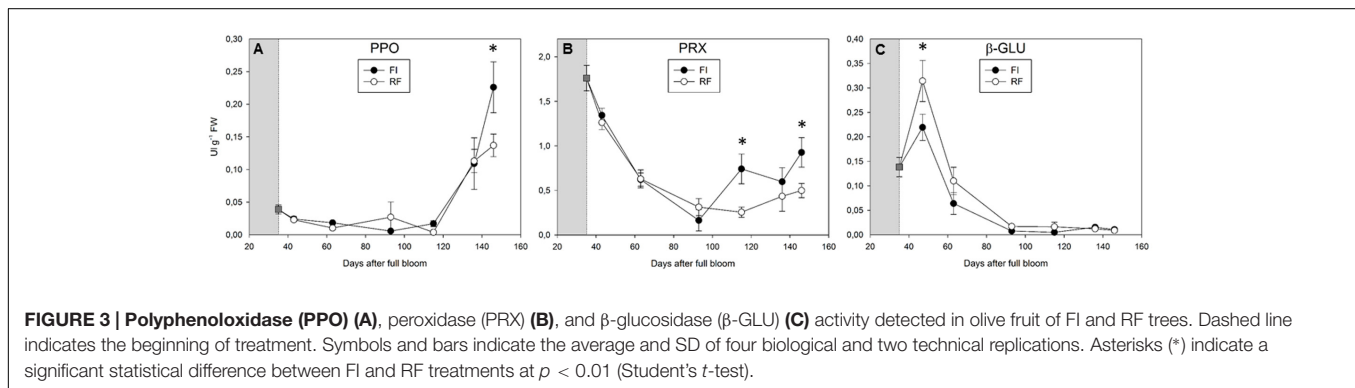 A
PPO
*
FI
RF
0,30
0,25
0,20
0,15
0,10
0,05
0,00
UI g⁻¹ FW
20 40 60 80 100 120 140 160
Days after full bloom
B
PRX
*
*
FI
RF
2,0
1,5
1,0
0,5
0,0
20 40 60 80 100 120 140 160
Days after full bloom
C
β-GLU
*
FI
RF
0,40
0,35
0,30
0,25
0,20
0,15
0,10
0,05
0,00
20 40 60 80 100 120 140 160
Days after full bloom
FIGURE 3 | Polyphenoloxidase (PPO) (A), peroxidase (PRX) (B), and β-glucosidase (β-GLU) (C) activity detected in olive fruit of FI and RF trees. Dashed line
indicates the beginning of treatment. Symbols and bars indicate the average and SD of four biological and two technical replications. Asterisks (*) indicate a
significant statistical difference between FI and RF treatments at p < 0.01 (Student's t-test).